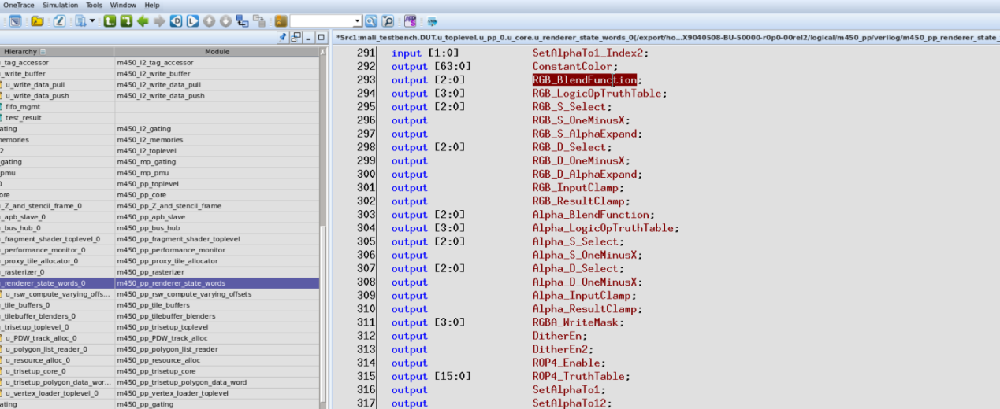 OneTrace Simulation Tools Window Help
*Src1:mali_testbench.DUT.u_toplevel.u_pp_0.u_core.u_renderer_state_words_0(/export/ho...X9040508-BU-50000-r0p0-00rel2/logical/m450_pp/verilog/m450_pp_renderer_state_
Hierarchy Module
_tag_accessor m450_l2_tag_accessor
_write_buffer m450_l2_write_buffer
u_write_data_pull m450_l2_write_data_pull
u_write_data_push m450_l2_write_data_push
fifo_mgmt
test_result
ating m450_l2_gating
nemories m450_l2_memories
2 m450_l2_toplevel
gating m450_mp_gating
pmu m450_mp_pmu
0 m450_pp_toplevel
ore m450_pp_core
_Z_and_stencil_frame_0 m450_pp_Z_and_stencil_frame
_apb_slave_0 m450_pp_apb_slave
_bus_hub_0 m450_pp_bus_hub
_fragment_shader_toplevel_0 m450_pp_fragment_shader_toplevel
_performance_monitor_0 m450_pp_performance_monitor
_proxy_tile_allocator_0 m450_pp_proxy_tile_allocator
_rasterizer_0 m450_pp_rasterizer
_renderer_state_words_0 m450_pp_renderer_state_words
u_rsw_compute_varying_offs... m450_pp_rsw_compute_varying_offsets
_tile_buffers_0 m450_pp_tile_buffers
_tilebuffer_blenders_0 m450_pp_tilebuffer_blenders
_trisetup_toplevel_0 m450_pp_trisetup_toplevel
u_PDW_track_alloc_0 m450_pp_PDW_track_alloc
u_polygon_list_reader_0 m450_pp_polygon_list_reader
u_resource_alloc_0 m450_pp_resource_alloc
u_trisetup_core_0 m450_pp_trisetup_core
u_trisetup_polygon_data_wor... m450_pp_trisetup_polygon_data_word
u_vertex_loader_toplevel_0 m450_pp_vertex_loader_toplevel
ating m450_pp_gating
291 input [1:0] SetAlphaTo1_Index2;
292 output [63:0] ConstantColor;
293 output [2:0] RGB_BlendFunction;
294 output [3:0] RGB_LogicOpTruthTable;
295 output [2:0] RGB_S_Select;
296 output RGB_S_OneMinusX;
297 output RGB_S_AlphaExpand;
298 output [2:0] RGB_D_Select;
299 output RGB_D_OneMinusX;
300 output RGB_D_AlphaExpand;
301 output RGB_InputClamp;
302 output RGB_ResultClamp;
303 output [2:0] Alpha_BlendFunction;
304 output [3:0] Alpha_LogicOpTruthTable;
305 output [2:0] Alpha_S_Select;
306 output Alpha_S_OneMinusX;
307 output [2:0] Alpha_D_Select;
308 output Alpha_D_OneMinusX;
309 output Alpha_InputClamp;
310 output Alpha_ResultClamp;
311 output [3:0] RGBA_WriteMask;
312 output DitherEn;
313 output DitherEn2;
314 output ROP4_Enable;
315 output [15:0] ROP4_TruthTable;
316 output SetAlphaTo1;
317 output SetAlphaTo12;